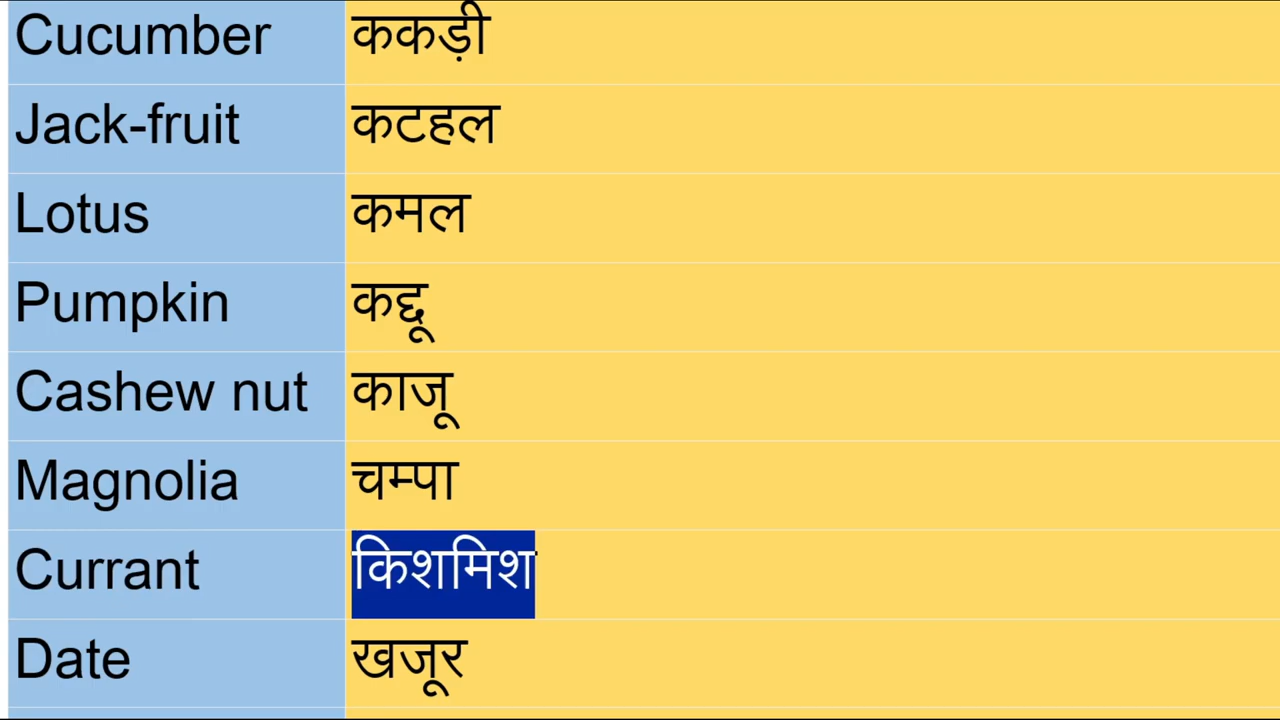 Cucumber ककड़ी
Jack-fruit कटहल
Lotus कमल
Pumpkin कद्दू
Cashew nut काजू
Magnolia चम्पा
Currant किशमिश
Date खजूर